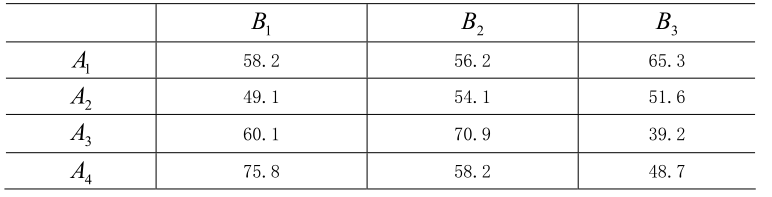 B₁ B₂ B₃
A₁ 58.2 56.2 65.3
A₂ 49.1 54.1 51.6
A₃ 60.1 70.9 39.2
A₄ 75.8 58.2 48.7